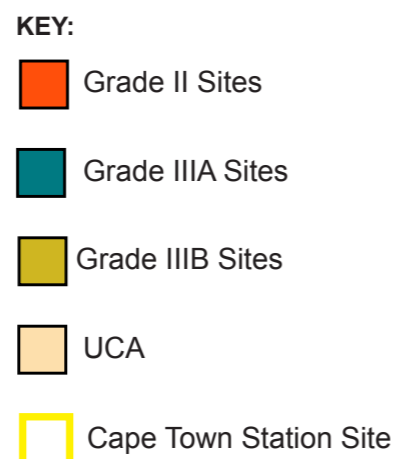 KEY:
Grade II Sites
Grade IIIA Sites
Grade IIIB Sites
UCA
Cape Town Station Site